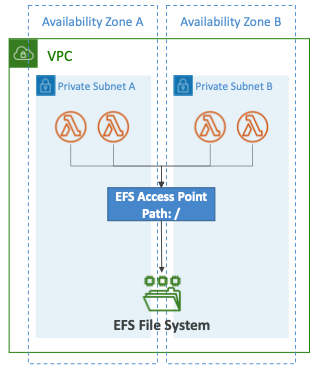 Availability Zone A
Availability Zone B
VPC
Private Subnet A
Private Subnet B
EFS Access Point
Path: /
EFS File System